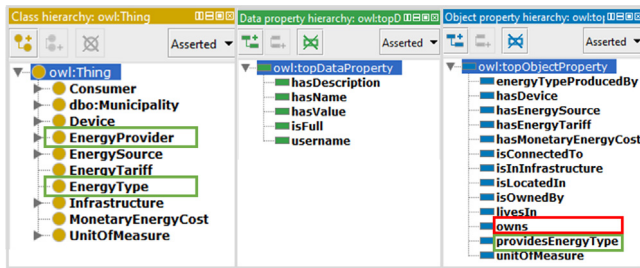 Class hierarchy: owl:Thing
Asserted
owl:Thing
Consumer
dbo:Municipality
Device
EnergyProvider
EnergySource
EnergyTariff
EnergyType
Infrastructure
MonetaryEnergyCost
UnitOfMeasure
Data property hierarchy: owl:topD
Asserted
owl:topDataProperty
hasDescription
hasName
hasValue
isFull
username
Object property hierarchy: owl:top
Asserted
owl:topObjectProperty
energyTypeProducedBy
hasDevice
hasEnergySource
hasEnergyTariff
hasMonetaryEnergyCost
isConnectedTo
isInInfrastructure
isLocatedIn
isOwnedBy
livesIn
owns
providesEnergyType
unitOfMeasure